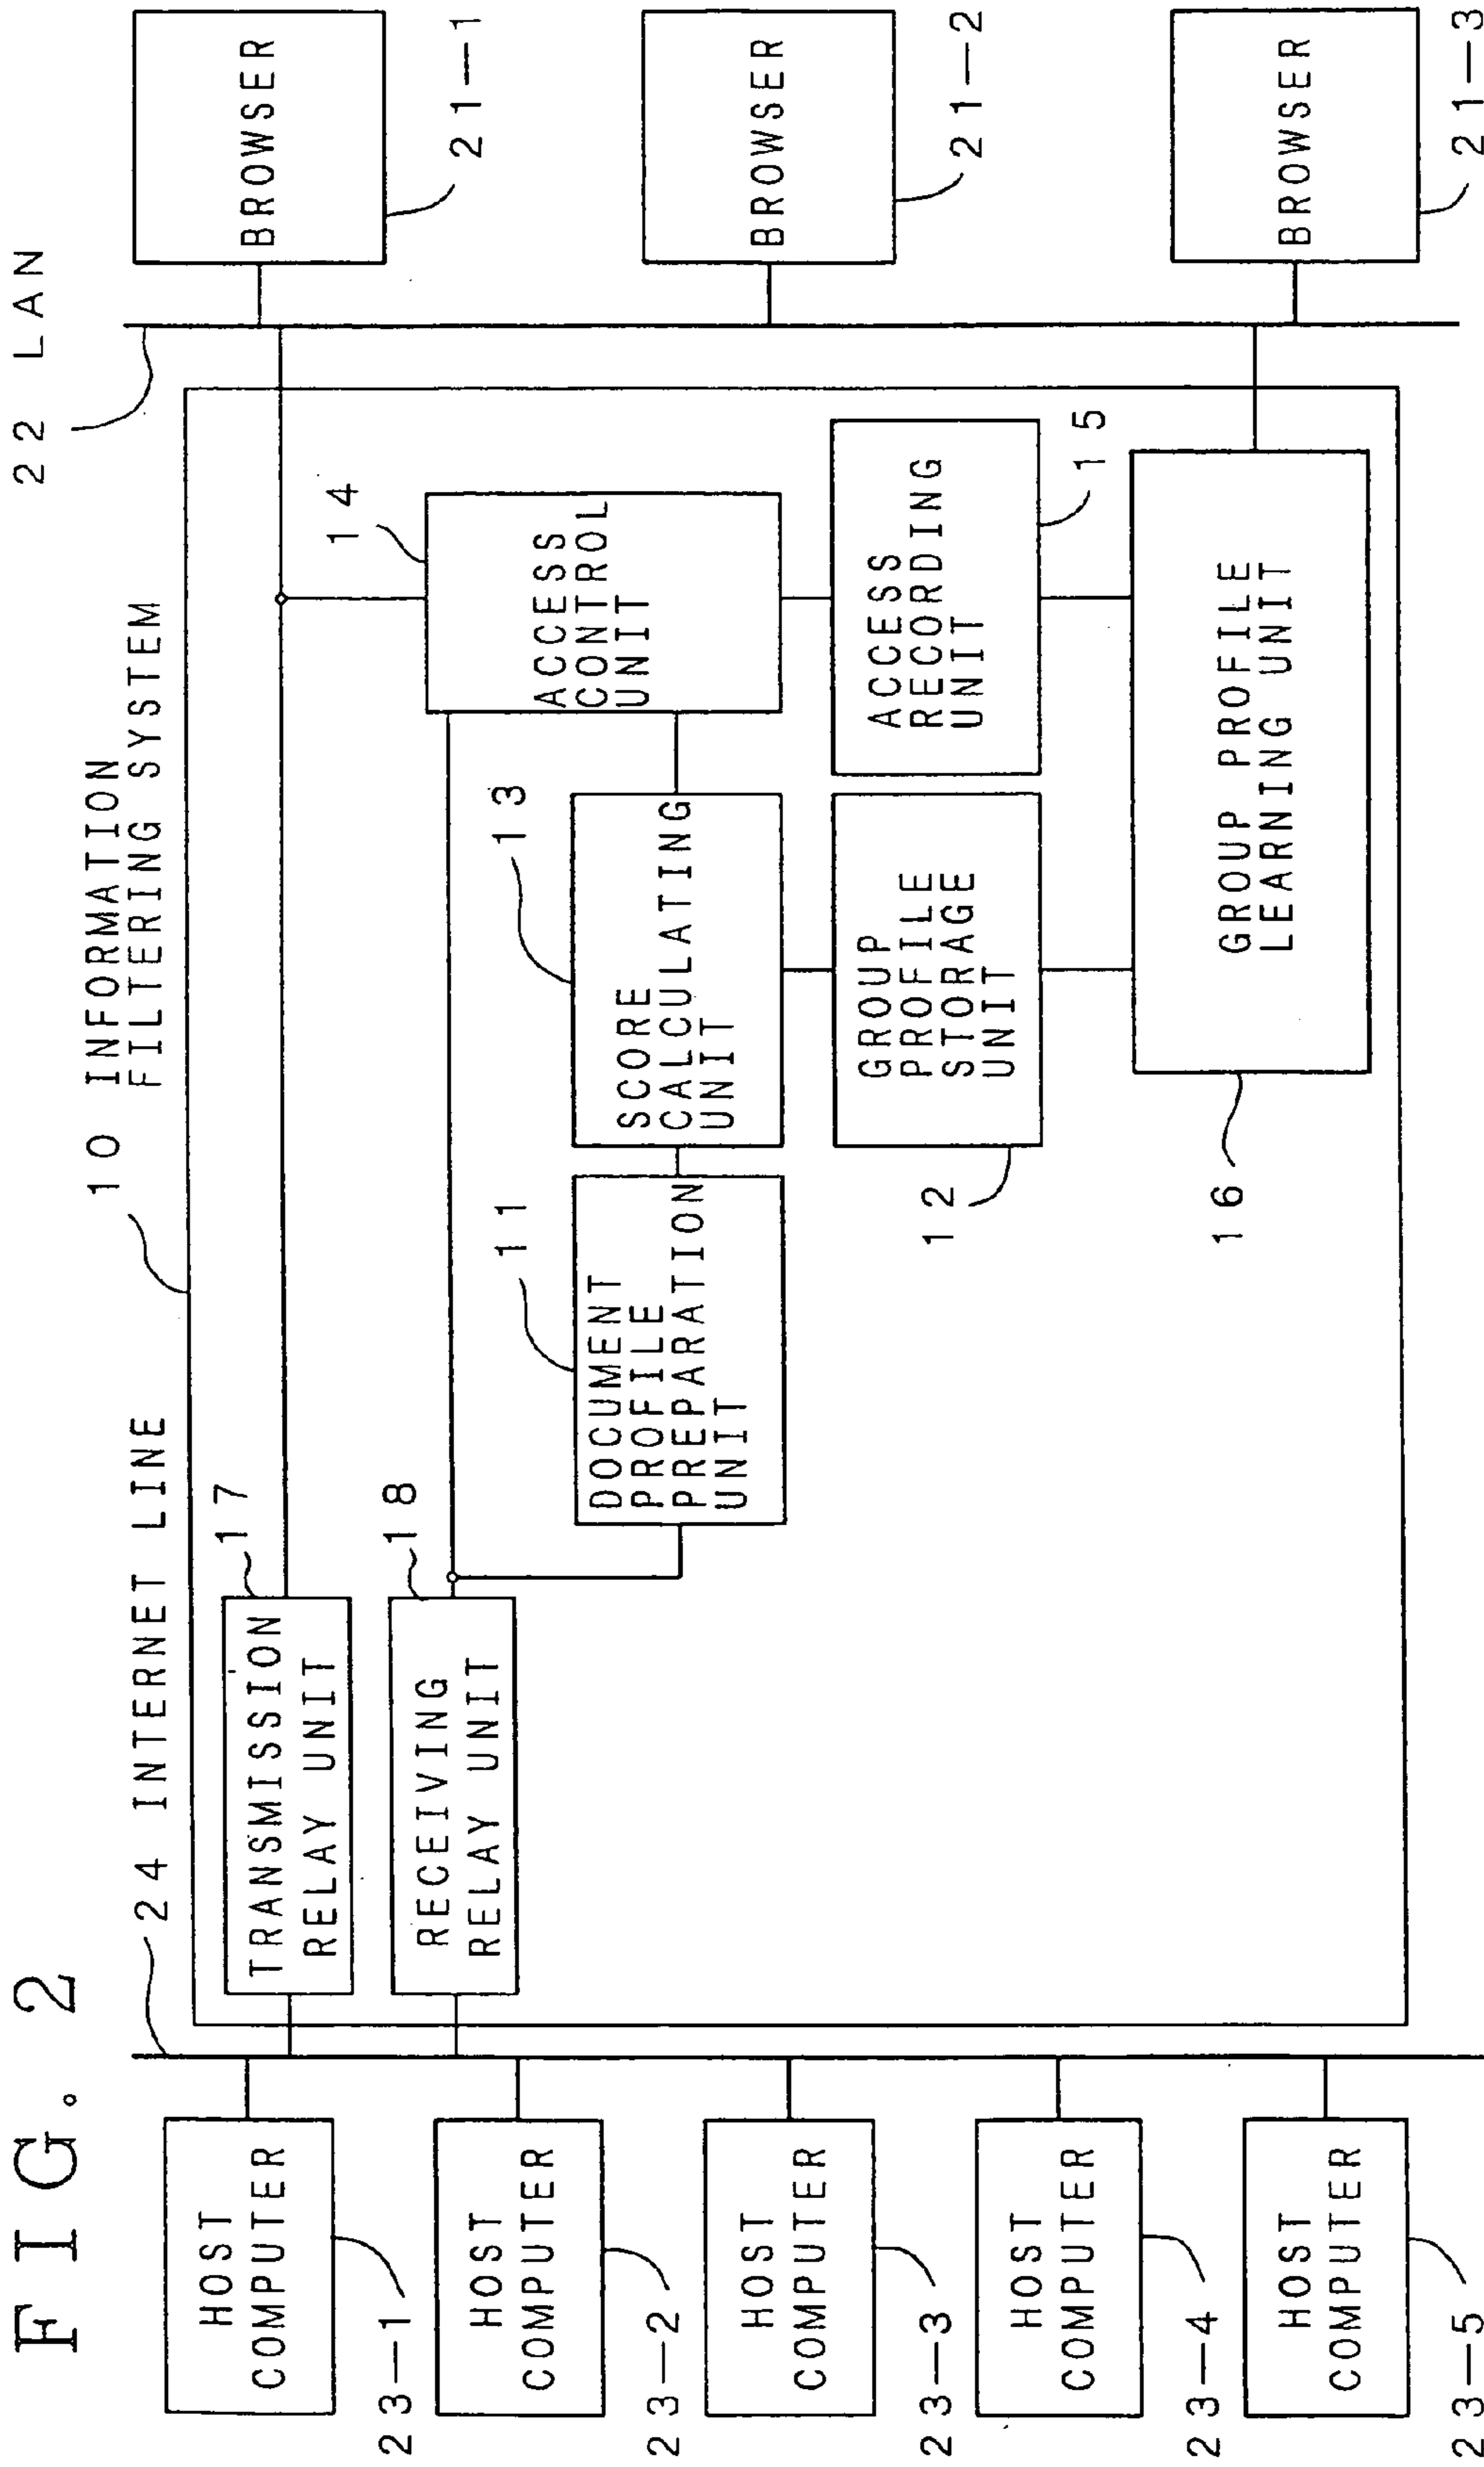 FIG. 2
24 INTERNET LINE
10 INFORMATION
FILTERING SYSTEM
22 LAN
HOST
COMPUTER
23-1
HOST
COMPUTER
23-2
HOST
COMPUTER
23-3
HOST
COMPUTER
23-4
HOST
COMPUTER
23-5
TRANSMISSION
RELAY UNIT
17
RECEIVING
RELAY UNIT
18
DOCUMENT
PROFILE
PREPARATION
UNIT
11
SCORE
CALCULATING
UNIT
13
ACCESS
CONTROL
UNIT
14
GROUP
PROFILE
STORAGE
UNIT
12
ACCESS
RECORDING
UNIT
15
GROUP PROFILE
LEARNING UNIT
16
BROWSER
21-1
BROWSER
21-2
BROWSER
21-3